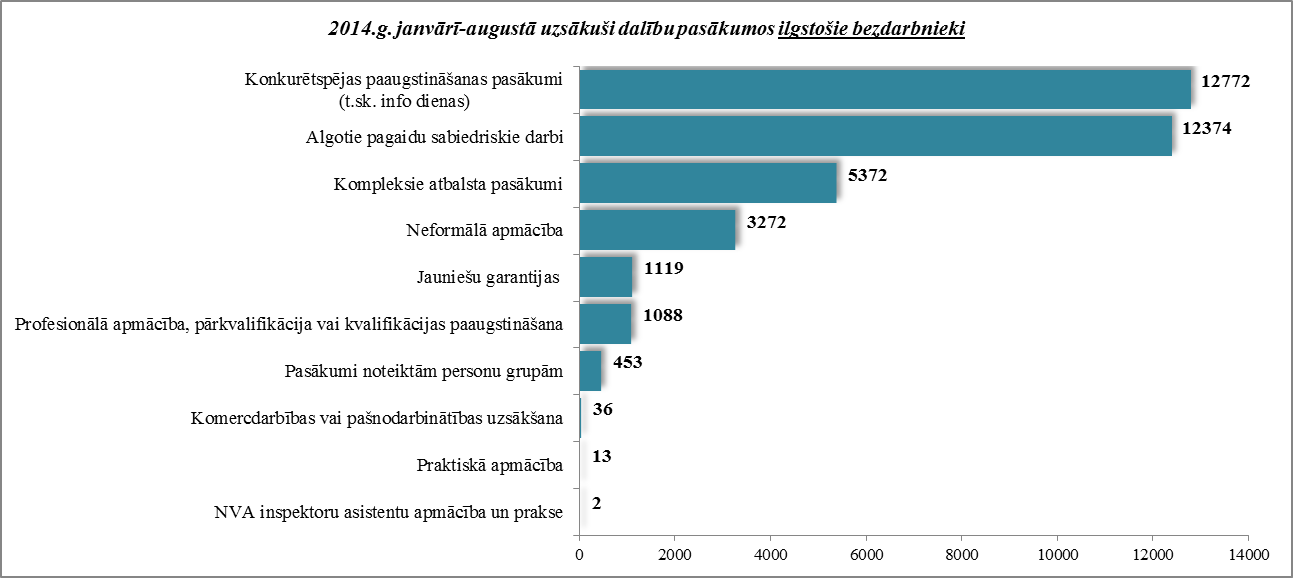 2014.g. janvārī-augustā uzsākuši dalību pasākumos ilgstošie bezdarbnieki
Konkurētspējas paaugstināšanas pasākumi
(t.sk. info dienas)
12772
Algotie pagaidu sabiedriskie darbi
12374
Kompleksie atbalsta pasākumi
5372
Neformālā apmācība
3272
Jauniešu garantijas
1119
Profesionālā apmācība, pārkvalifikācija vai kvalifikācijas paaugstināšana
1088
Pasākumi noteiktām personu grupām
453
Komercdarbības vai pašnodarbinātības uzsākšana
36
Praktiskā apmācība
13
NVA inspektoru asistentu apmācība un prakse
2
0 2000 4000 6000 8000 10000 12000 14000